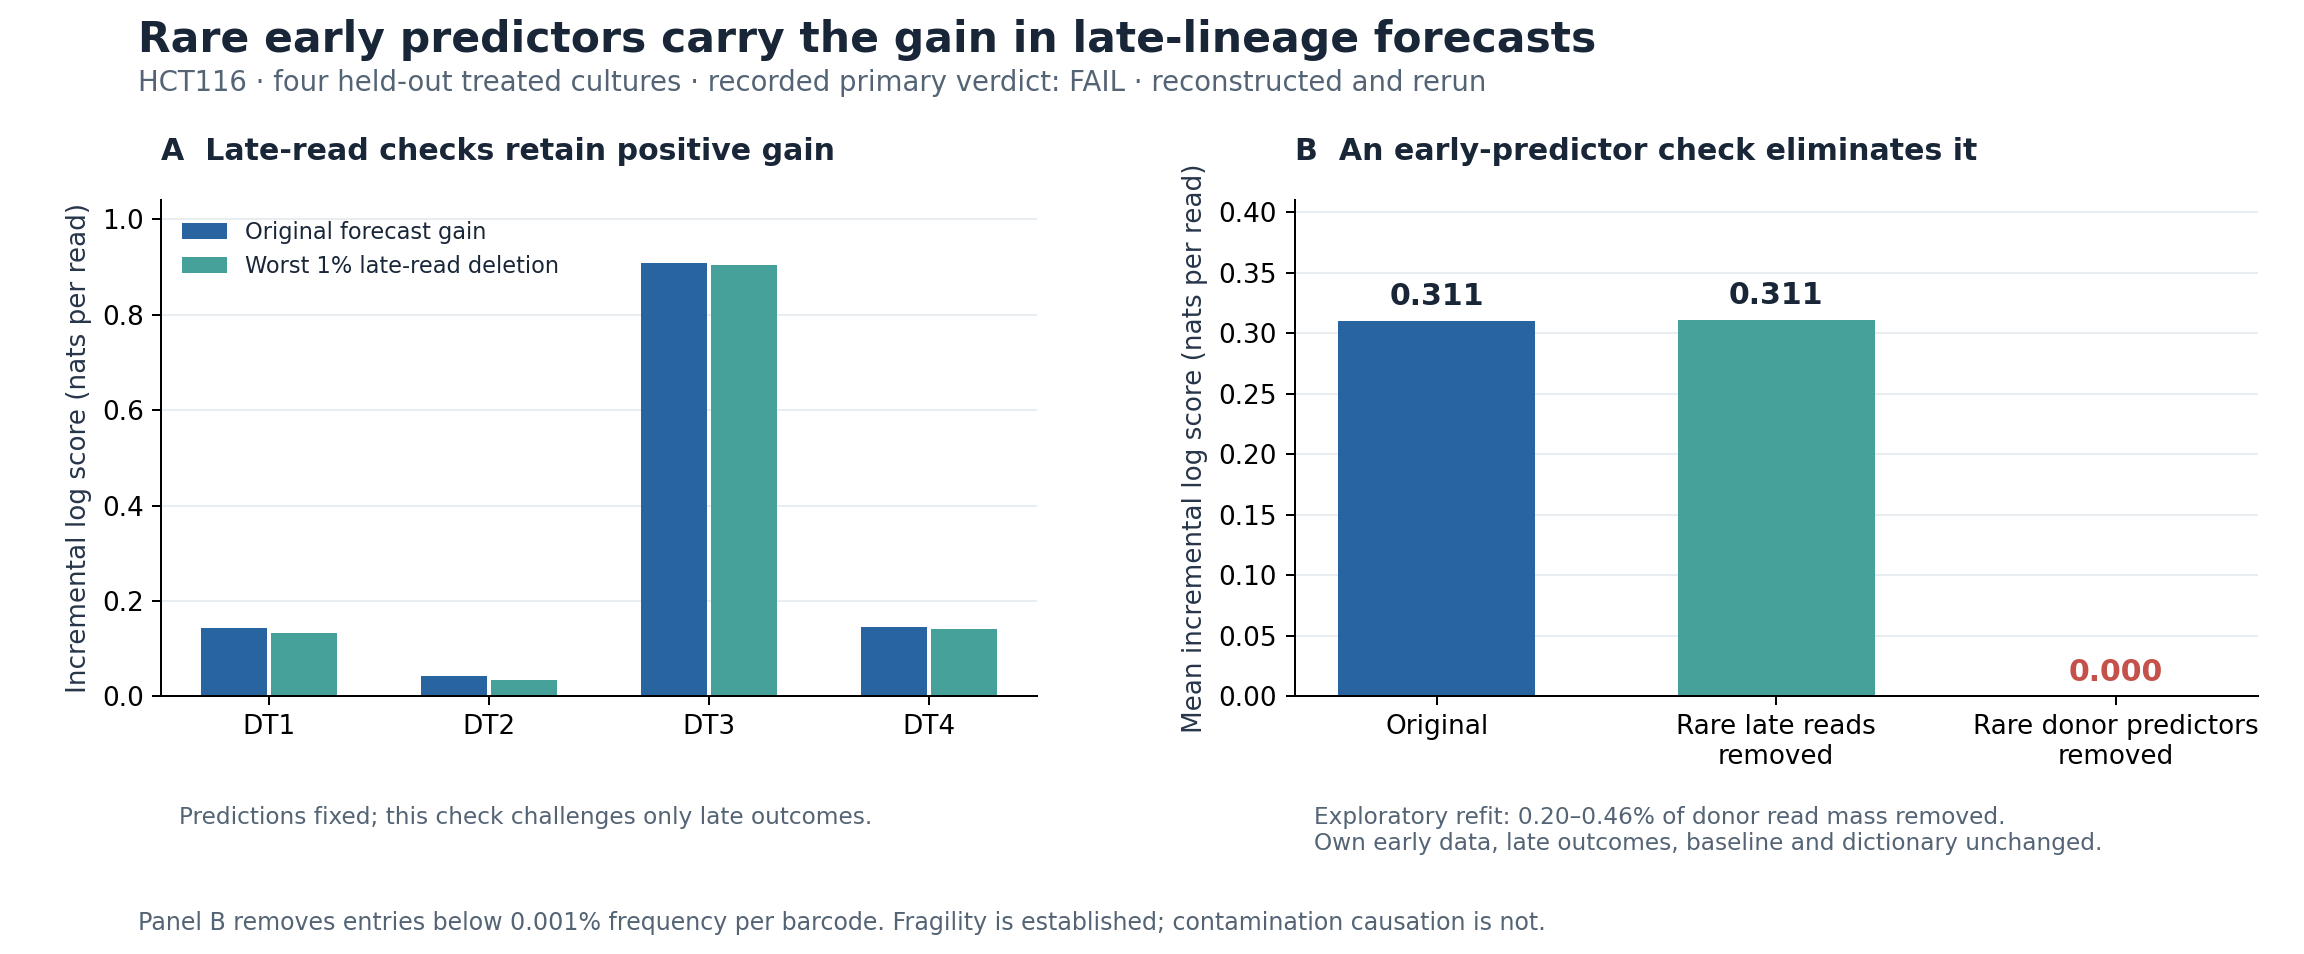 Rare early predictors carry the gain in late-lineage forecasts
HCT116 · four held-out treated cultures · recorded primary verdict: FAIL · reconstructed and rerun
A Late-read checks retain positive gain
Incremental log score (nats per read)
1.0
0.8
0.6
0.4
0.2
0.0
Original forecast gain
Worst 1% late-read deletion
DT1
DT2
DT3
DT4
Predictions fixed; this check challenges only late outcomes.
B An early-predictor check eliminates it
Mean incremental log score (nats per read)
0.40
0.35
0.30
0.25
0.20
0.15
0.10
0.05
0.00
0.311
0.311
0.000
Original
Rare late reads
removed
Rare donor predictors
removed
Exploratory refit: 0.20–0.46% of donor read mass removed.
Own early data, late outcomes, baseline and dictionary unchanged.
Panel B removes entries below 0.001% frequency per barcode. Fragility is established; contamination causation is not.